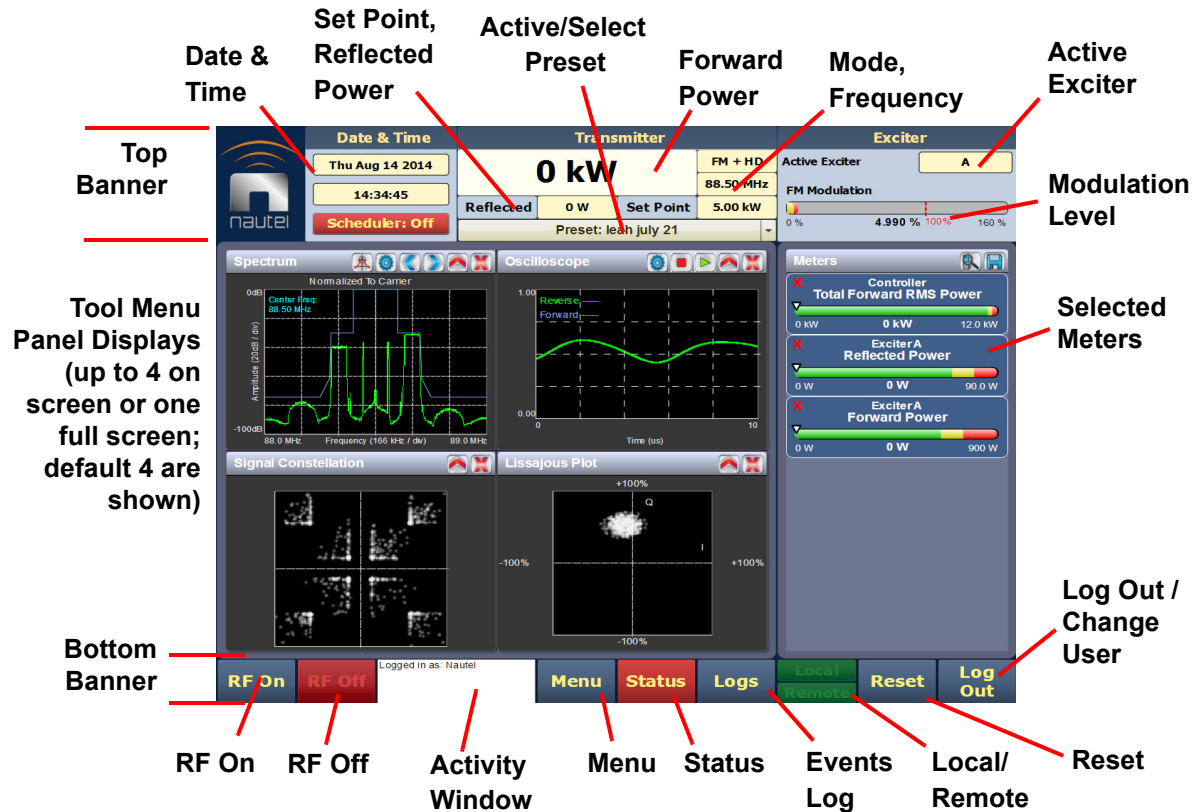 Date &
Time
Set Point,
Reflected
Power
Active/Select
Preset
Forward
Power
Mode,
Frequency
Active
Exciter
Top
Banner
Modulation
Level
Tool Menu
Panel Displays
(up to 4 on
screen or one
full screen;
default 4 are
shown)
Selected
Meters
Log Out /
Change
User
Bottom
Banner
nautel
Date & Time
Thu Aug 14 2014
14:34:45
Scheduler: Off
Transmitter
0 kW
FM + HD
88.50 MHz
Reflected 0 W Set Point 5.00 kW
Preset: leah july 21
Exciter
Active Exciter A
FM Modulation
0 % 4.990 % 100% 160 %
Spectrum
Normalized To Carrier
0dB
Center Freq:
88.50 MHz
Amplitude (20dB / div)
-100dB
88.0 MHz Frequency (166 kHz / div) 89.0 MHz
Oscilloscope
1.00
Reverse
Forward
0.00
0 10
Time (us)
Meters
Controller
Total Forward RMS Power
0 kW 0 kW 12.0 kW
Exciter A
Reflected Power
0 W 0 W 90.0 W
Exciter A
Forward Power
0 W 0 W 900 W
Signal Constellation
Lissajous Plot
+100%
Q
I
-100% +100%
-100%
RF On
RF Off
Logged in as: Nautel
Menu
Status
Logs
Local
Remote
Reset
Log
Out
RF On
RF Off
Activity
Window
Menu
Status
Events
Log
Local/
Remote
Reset